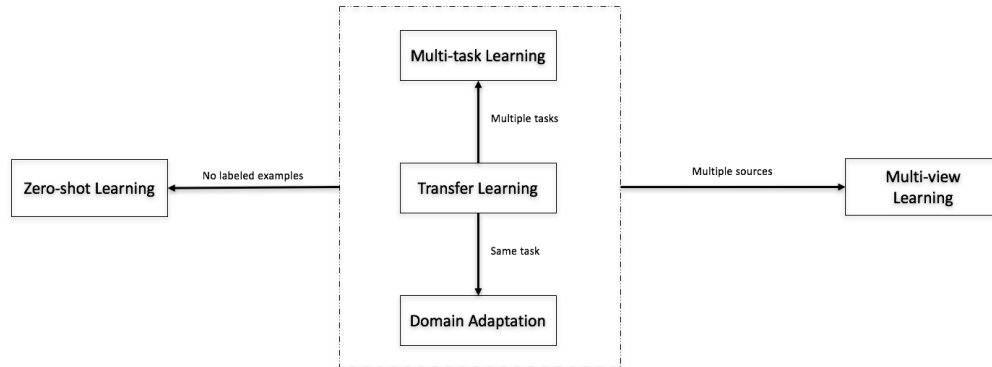 Multi-task Learning
Multiple tasks
Zero-shot Learning
No labeled examples
Transfer Learning
Multiple sources
Multi-view
Learning
Same task
Domain Adaptation